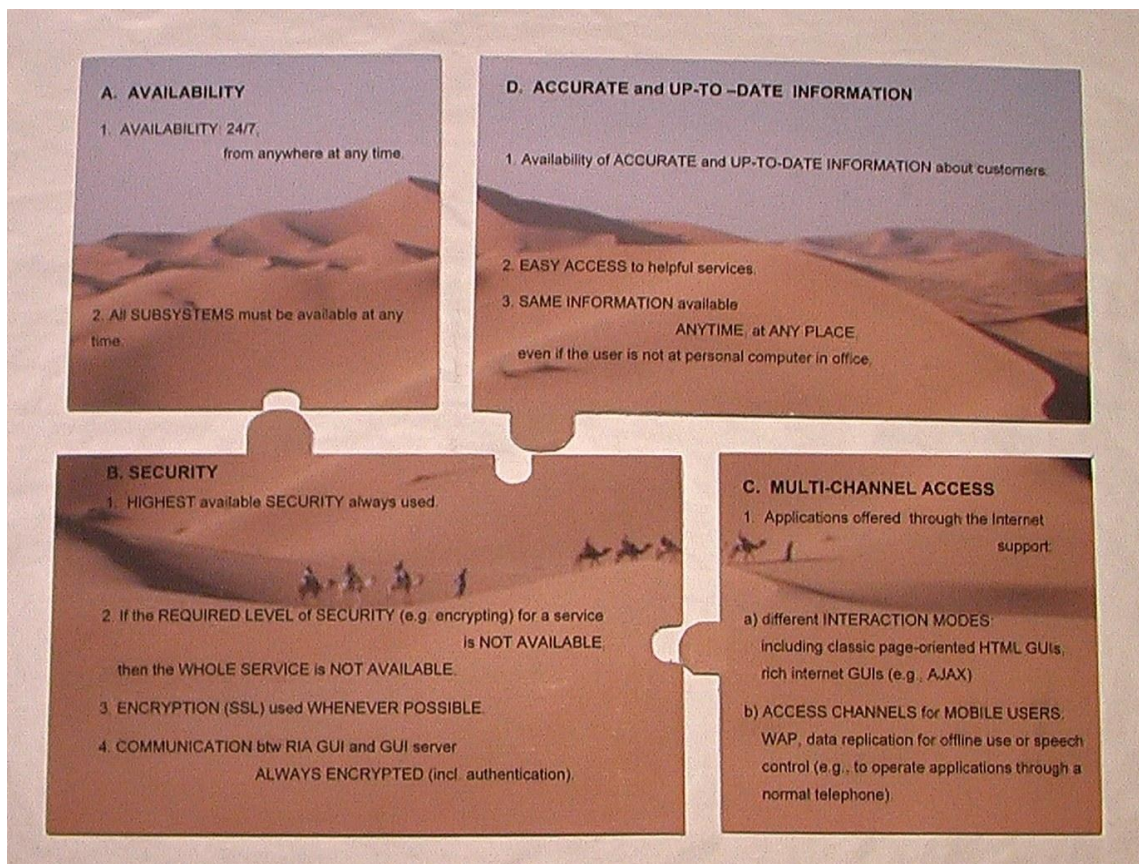 A. AVAILABILITY
1. AVAILABILITY: 24/7,
from anywhere at any time.
2. All SUBSYSTEMS must be available at any
time.
D. ACCURATE and UP-TO –DATE INFORMATION
1. Availability of ACCURATE and UP-TO-DATE INFORMATION about customers.
2. EASY ACCESS to helpful services.
3. SAME INFORMATION available
ANYTIME, at ANY PLACE,
even if the user is not at personal computer in office.
B. SECURITY
1. HIGHEST available SECURITY always used.
2. If the REQUIRED LEVEL of SECURITY (e.g. encrypting) for a service
is NOT AVAILABLE,
then the WHOLE SERVICE is NOT AVAILABLE.
3. ENCRYPTION (SSL) used WHENEVER POSSIBLE.
4. COMMUNICATION btw RIA GUI and GUI server
ALWAYS ENCRYPTED (incl. authentication).
C. MULTI-CHANNEL ACCESS
1. Applications offered through the Internet
support:
a) different INTERACTION MODES:
including classic page-oriented HTML GUIs,
rich internet GUIs (e.g., AJAX)
b) ACCESS CHANNELS for MOBILE USERS:
WAP, data replication for offline use or speech
control (e.g., to operate applications through a
normal telephone).